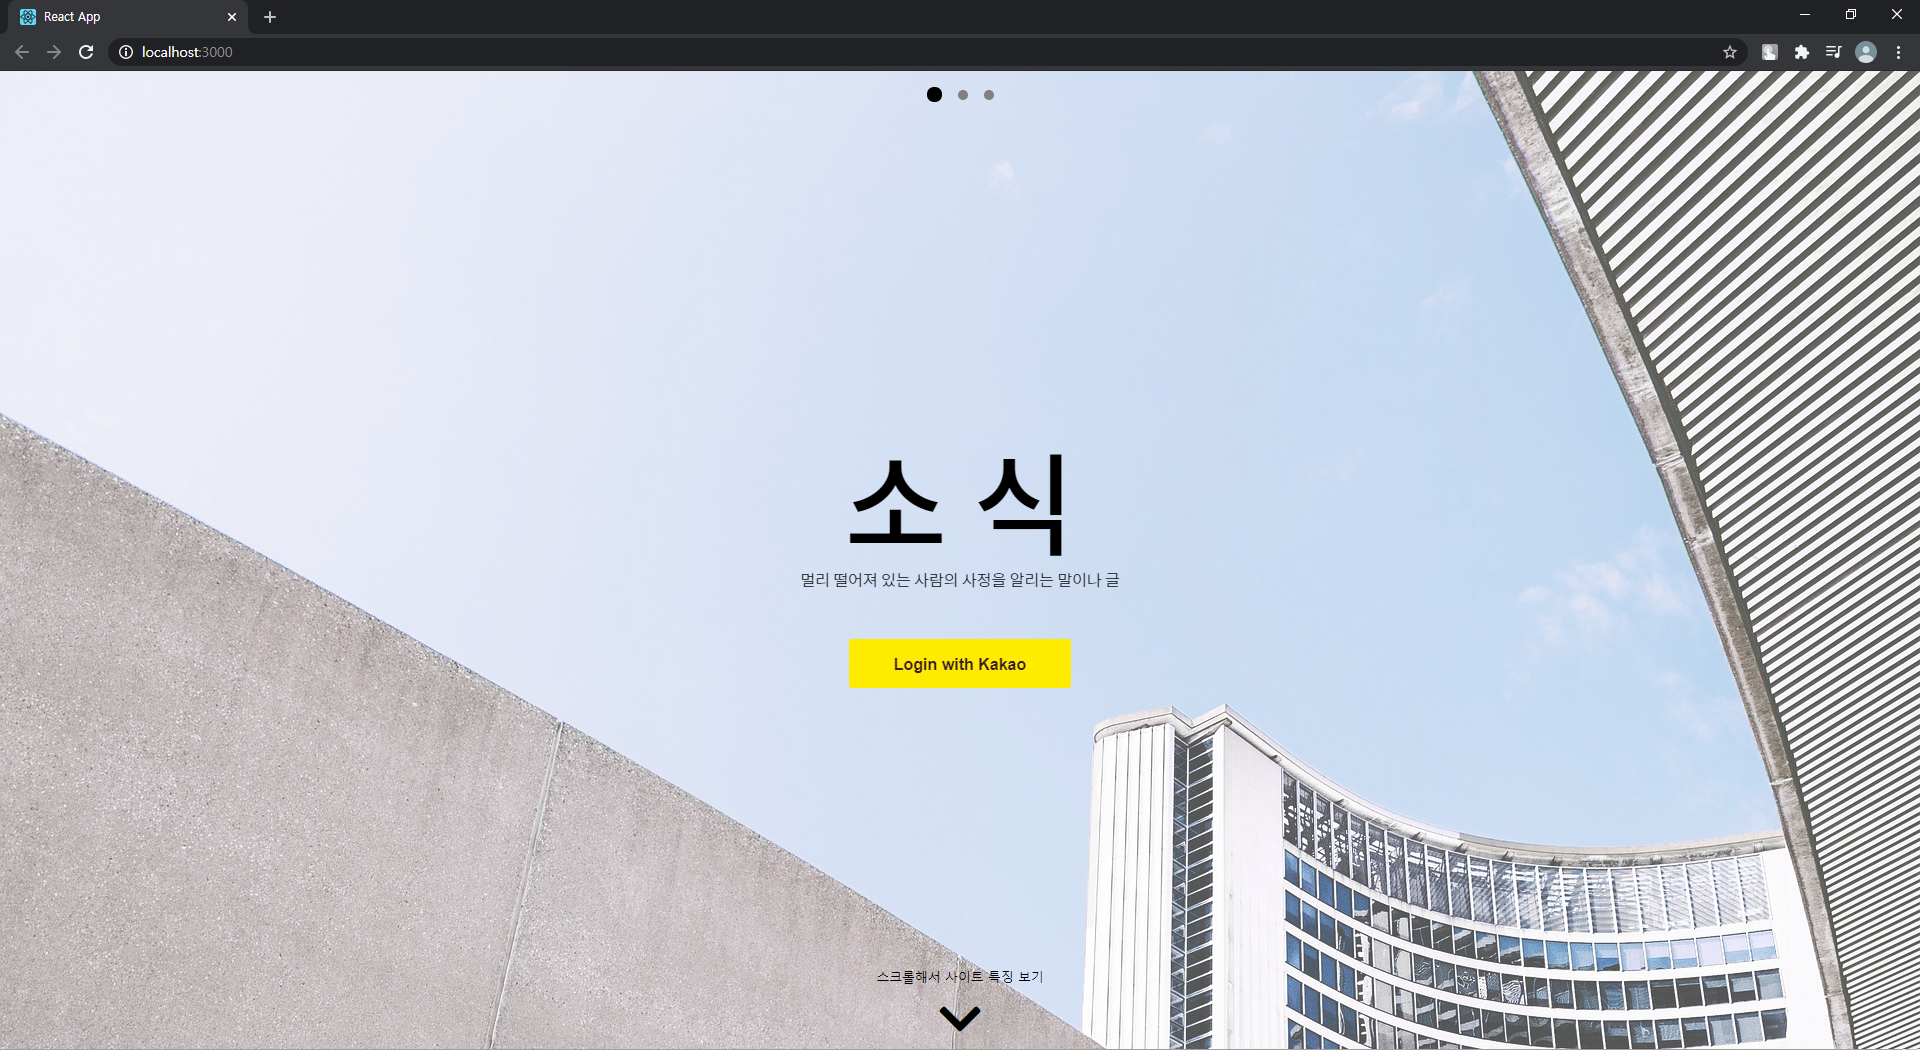 React App
localhost:3000
소 식
멀리 떨어져 있는 사람의 사정을 알리는 말이나 글
Login with Kakao
스크롤해서 사이트 특징 보기